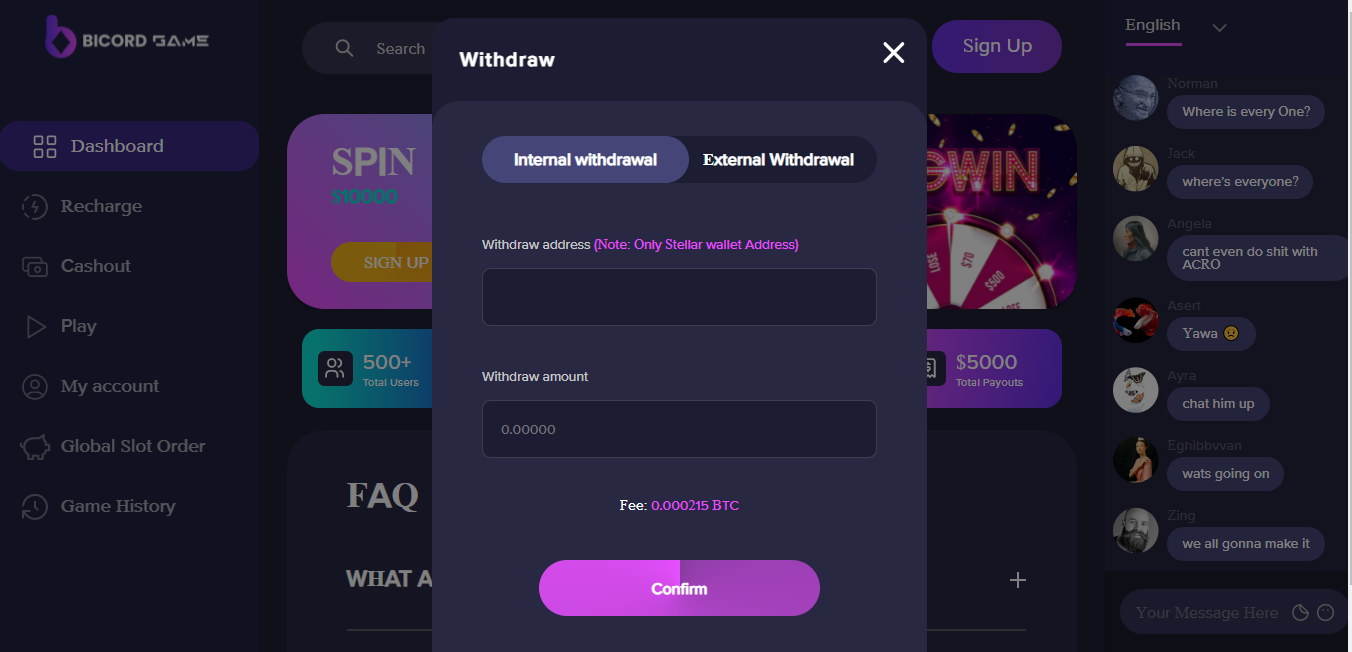 BICORD GAME
Dashboard
Recharge
Cashout
Play
My account
Global Slot Order
Game History
Search
Sign Up
SPIN
$10000
SIGN UP
500+
Total Users
$5000
Total Payouts
FAQ
WHAT A
WIN
$70
$500
Withdraw
Internal withdrawal
External Withdrawal
Withdraw address (Note: Only Stellar wallet Address)
Withdraw amount
0.00000
Fee: 0.000215 BTC
Confirm
English
Norman
Where is every One?
Jack
where's everyone?
Angela
cant even do shit with
ACRO
Asert
Yawa 😟
Ayra
chat him up
Eghibbvvan
wats going on
Zing
we all gonna make it
Your Message Here